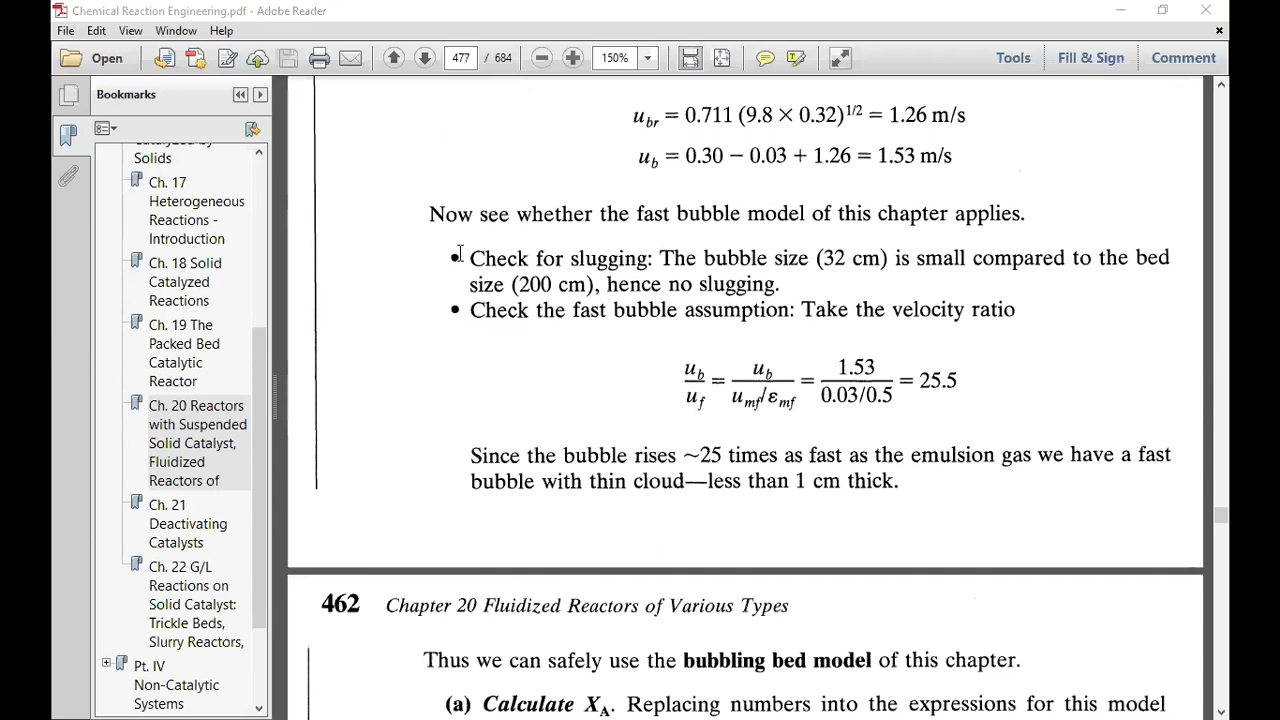 Chemical Reaction Engineering.pdf - Adobe Reader
File Edit View Window Help
Open 477 / 684 150% Tools Fill & Sign Comment
Bookmarks
Solids
Ch. 17
Heterogeneous
Reactions -
Introduction
Ch. 18 Solid
Catalyzed
Reactions
Ch. 19 The
Packed Bed
Catalytic
Reactor
Ch. 20 Reactors
with Suspended
Solid Catalyst,
Fluidized
Reactors of
Ch. 21
Deactivating
Catalysts
Ch. 22 G/L
Reactions on
Solid Catalyst:
Trickle Beds,
Slurry Reactors,
Pt. IV
Non-Catalytic
Systems
u_br = 0.711 (9.8 × 0.32)^1/2 = 1.26 m/s
u_b = 0.30 − 0.03 + 1.26 = 1.53 m/s
Now see whether the fast bubble model of this chapter applies.
• Check for slugging: The bubble size (32 cm) is small compared to the bed
size (200 cm), hence no slugging.
• Check the fast bubble assumption: Take the velocity ratio
u_b/u_f = u_b/(u_mf/ε_mf) = 1.53/(0.03/0.5) = 25.5
Since the bubble rises ~25 times as fast as the emulsion gas we have a fast
bubble with thin cloud—less than 1 cm thick.
462 Chapter 20 Fluidized Reactors of Various Types
Thus we can safely use the bubbling bed model of this chapter.
(a) Calculate X_A. Replacing numbers into the expressions for this model